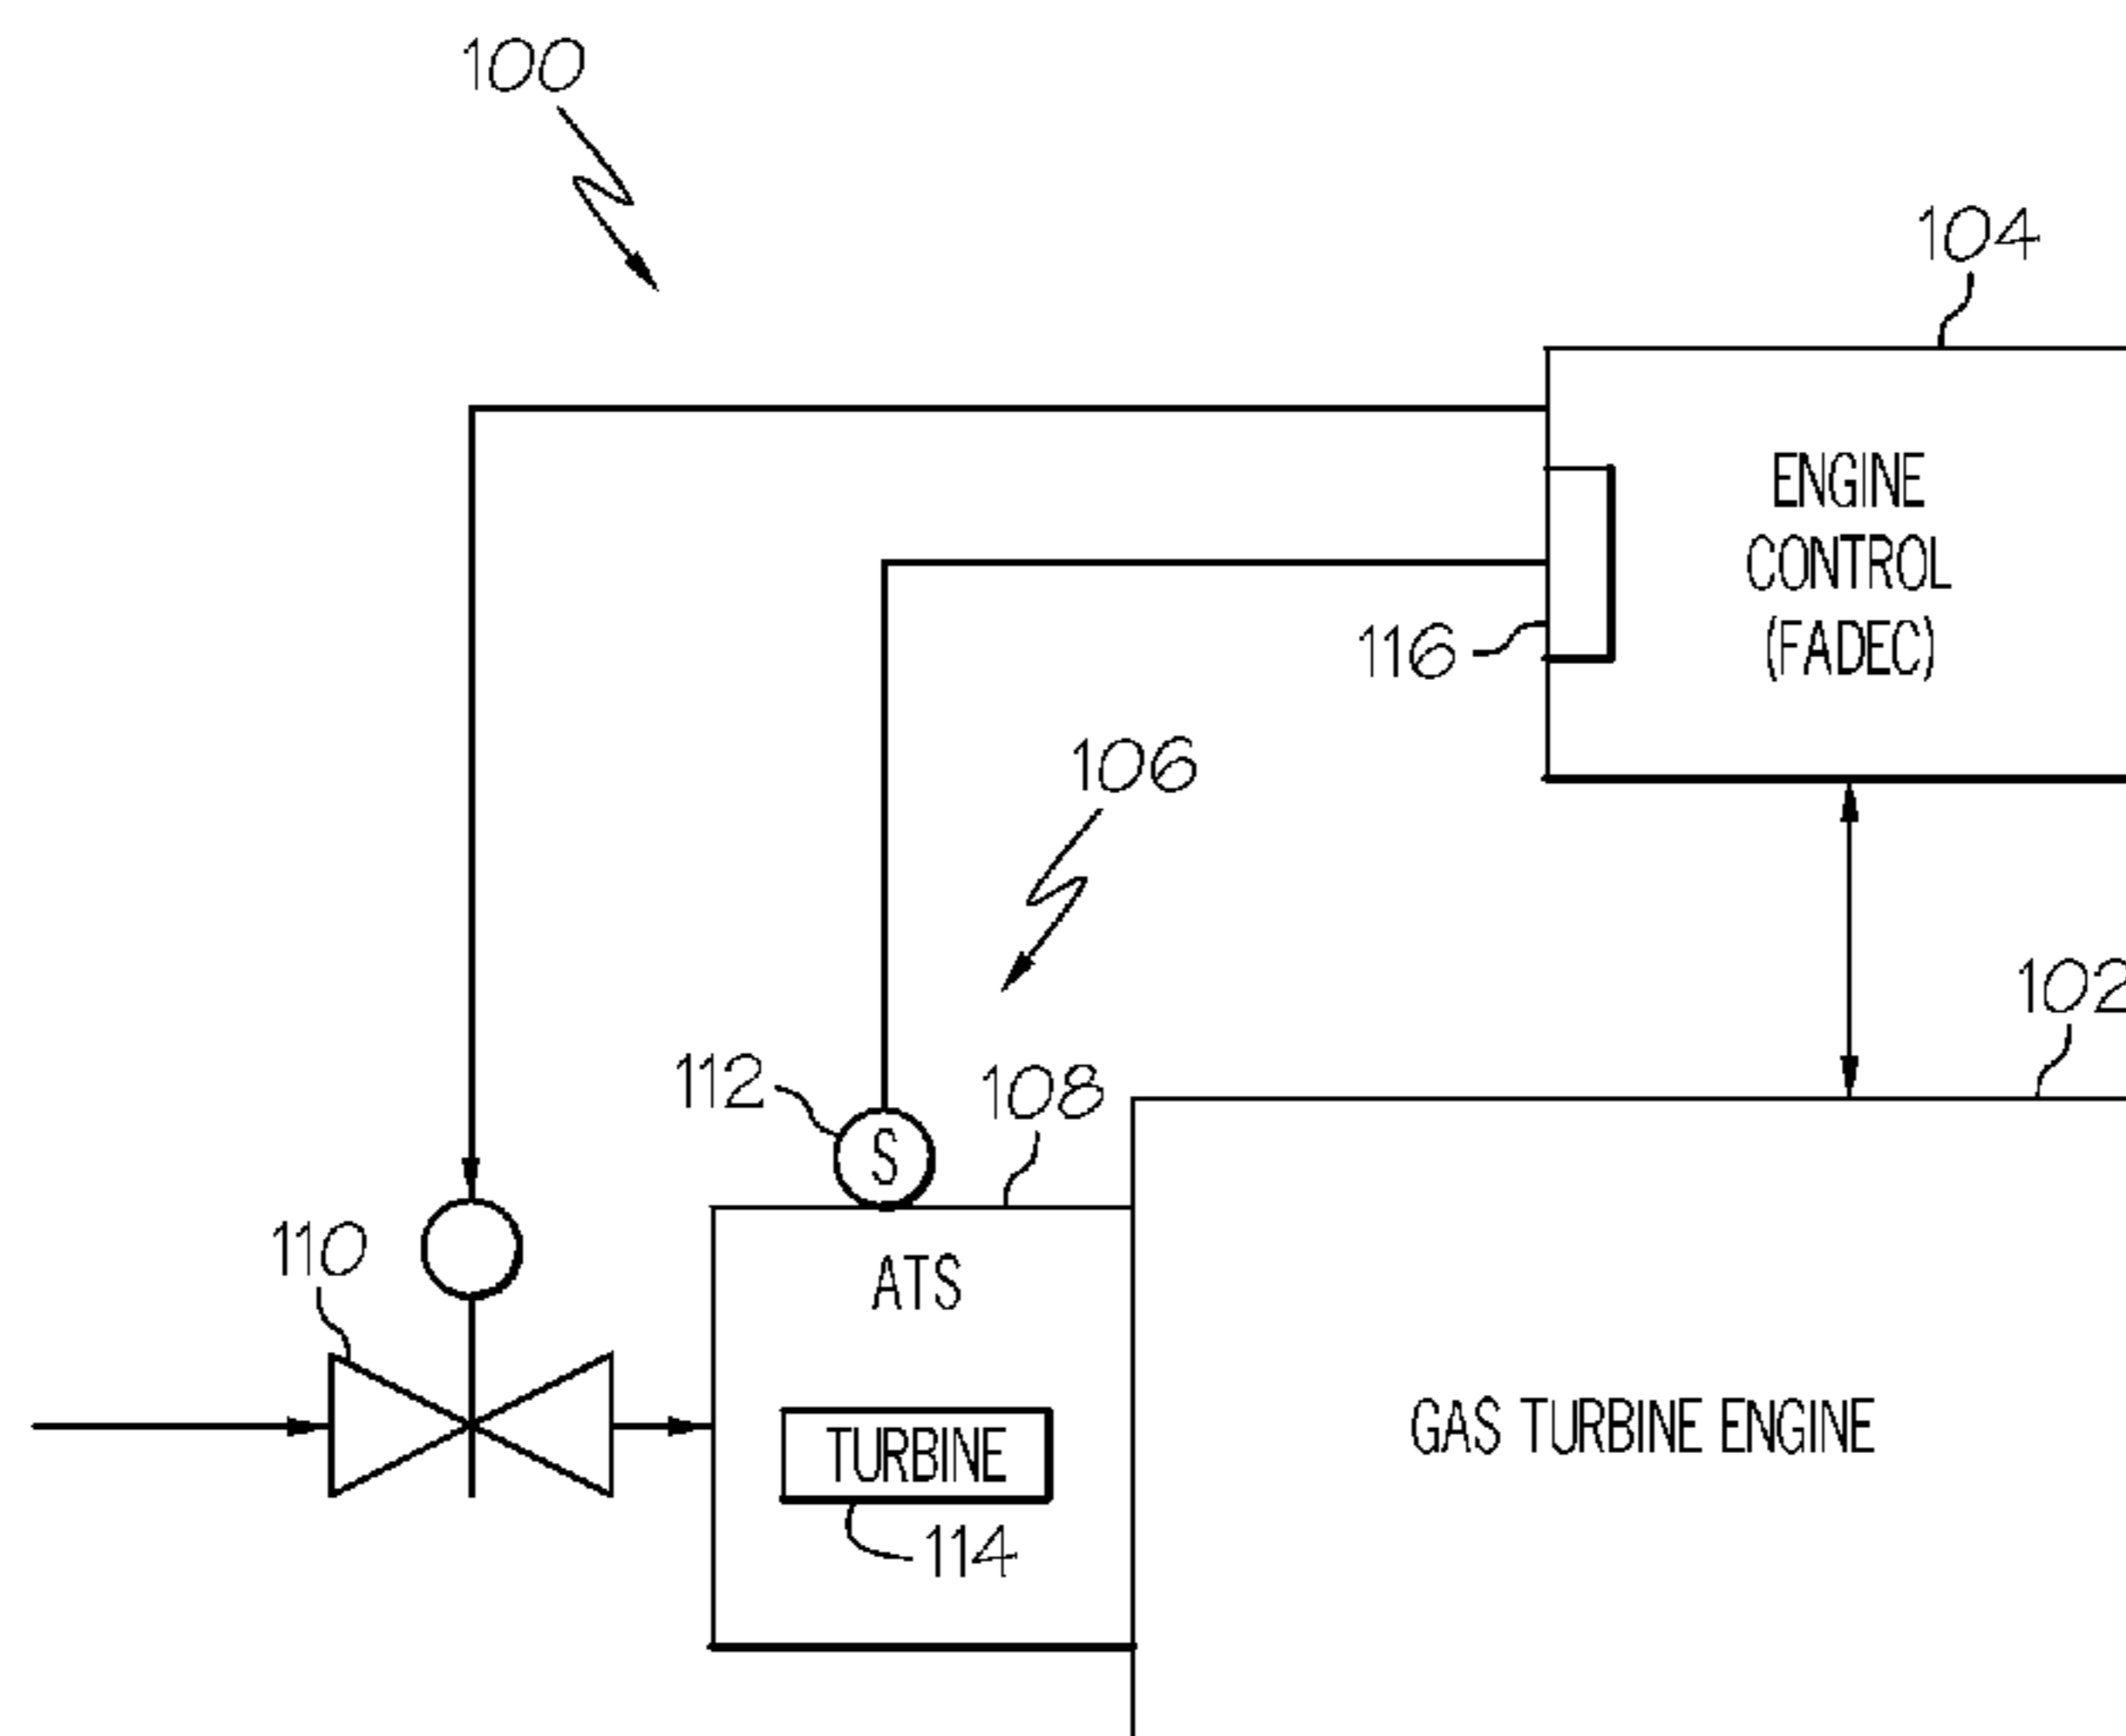 100
104
ENGINE
CONTROL
(FADEC)
116
106
102
112
S
108
110
ATS
TURBINE
114
GAS TURBINE ENGINE